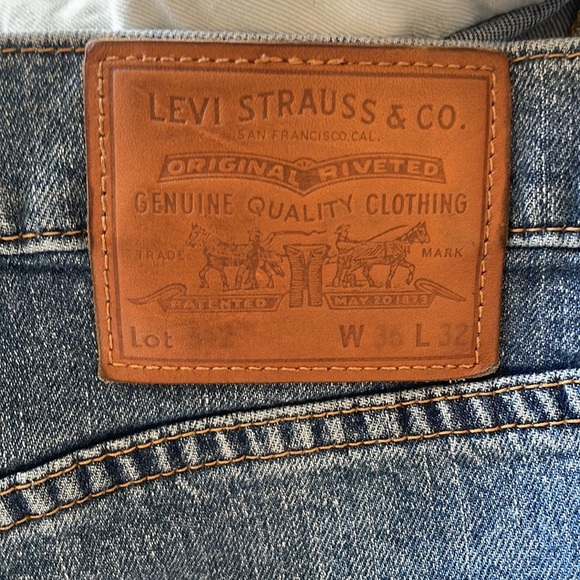 LEVI STRAUSS & CO.
SAN FRANCISCO, CAL.
ORIGINAL RIVETED
GENUINE QUALITY CLOTHING
TRADE MARK
PATENTED MAY 20 1873
Lot W 36 L 32